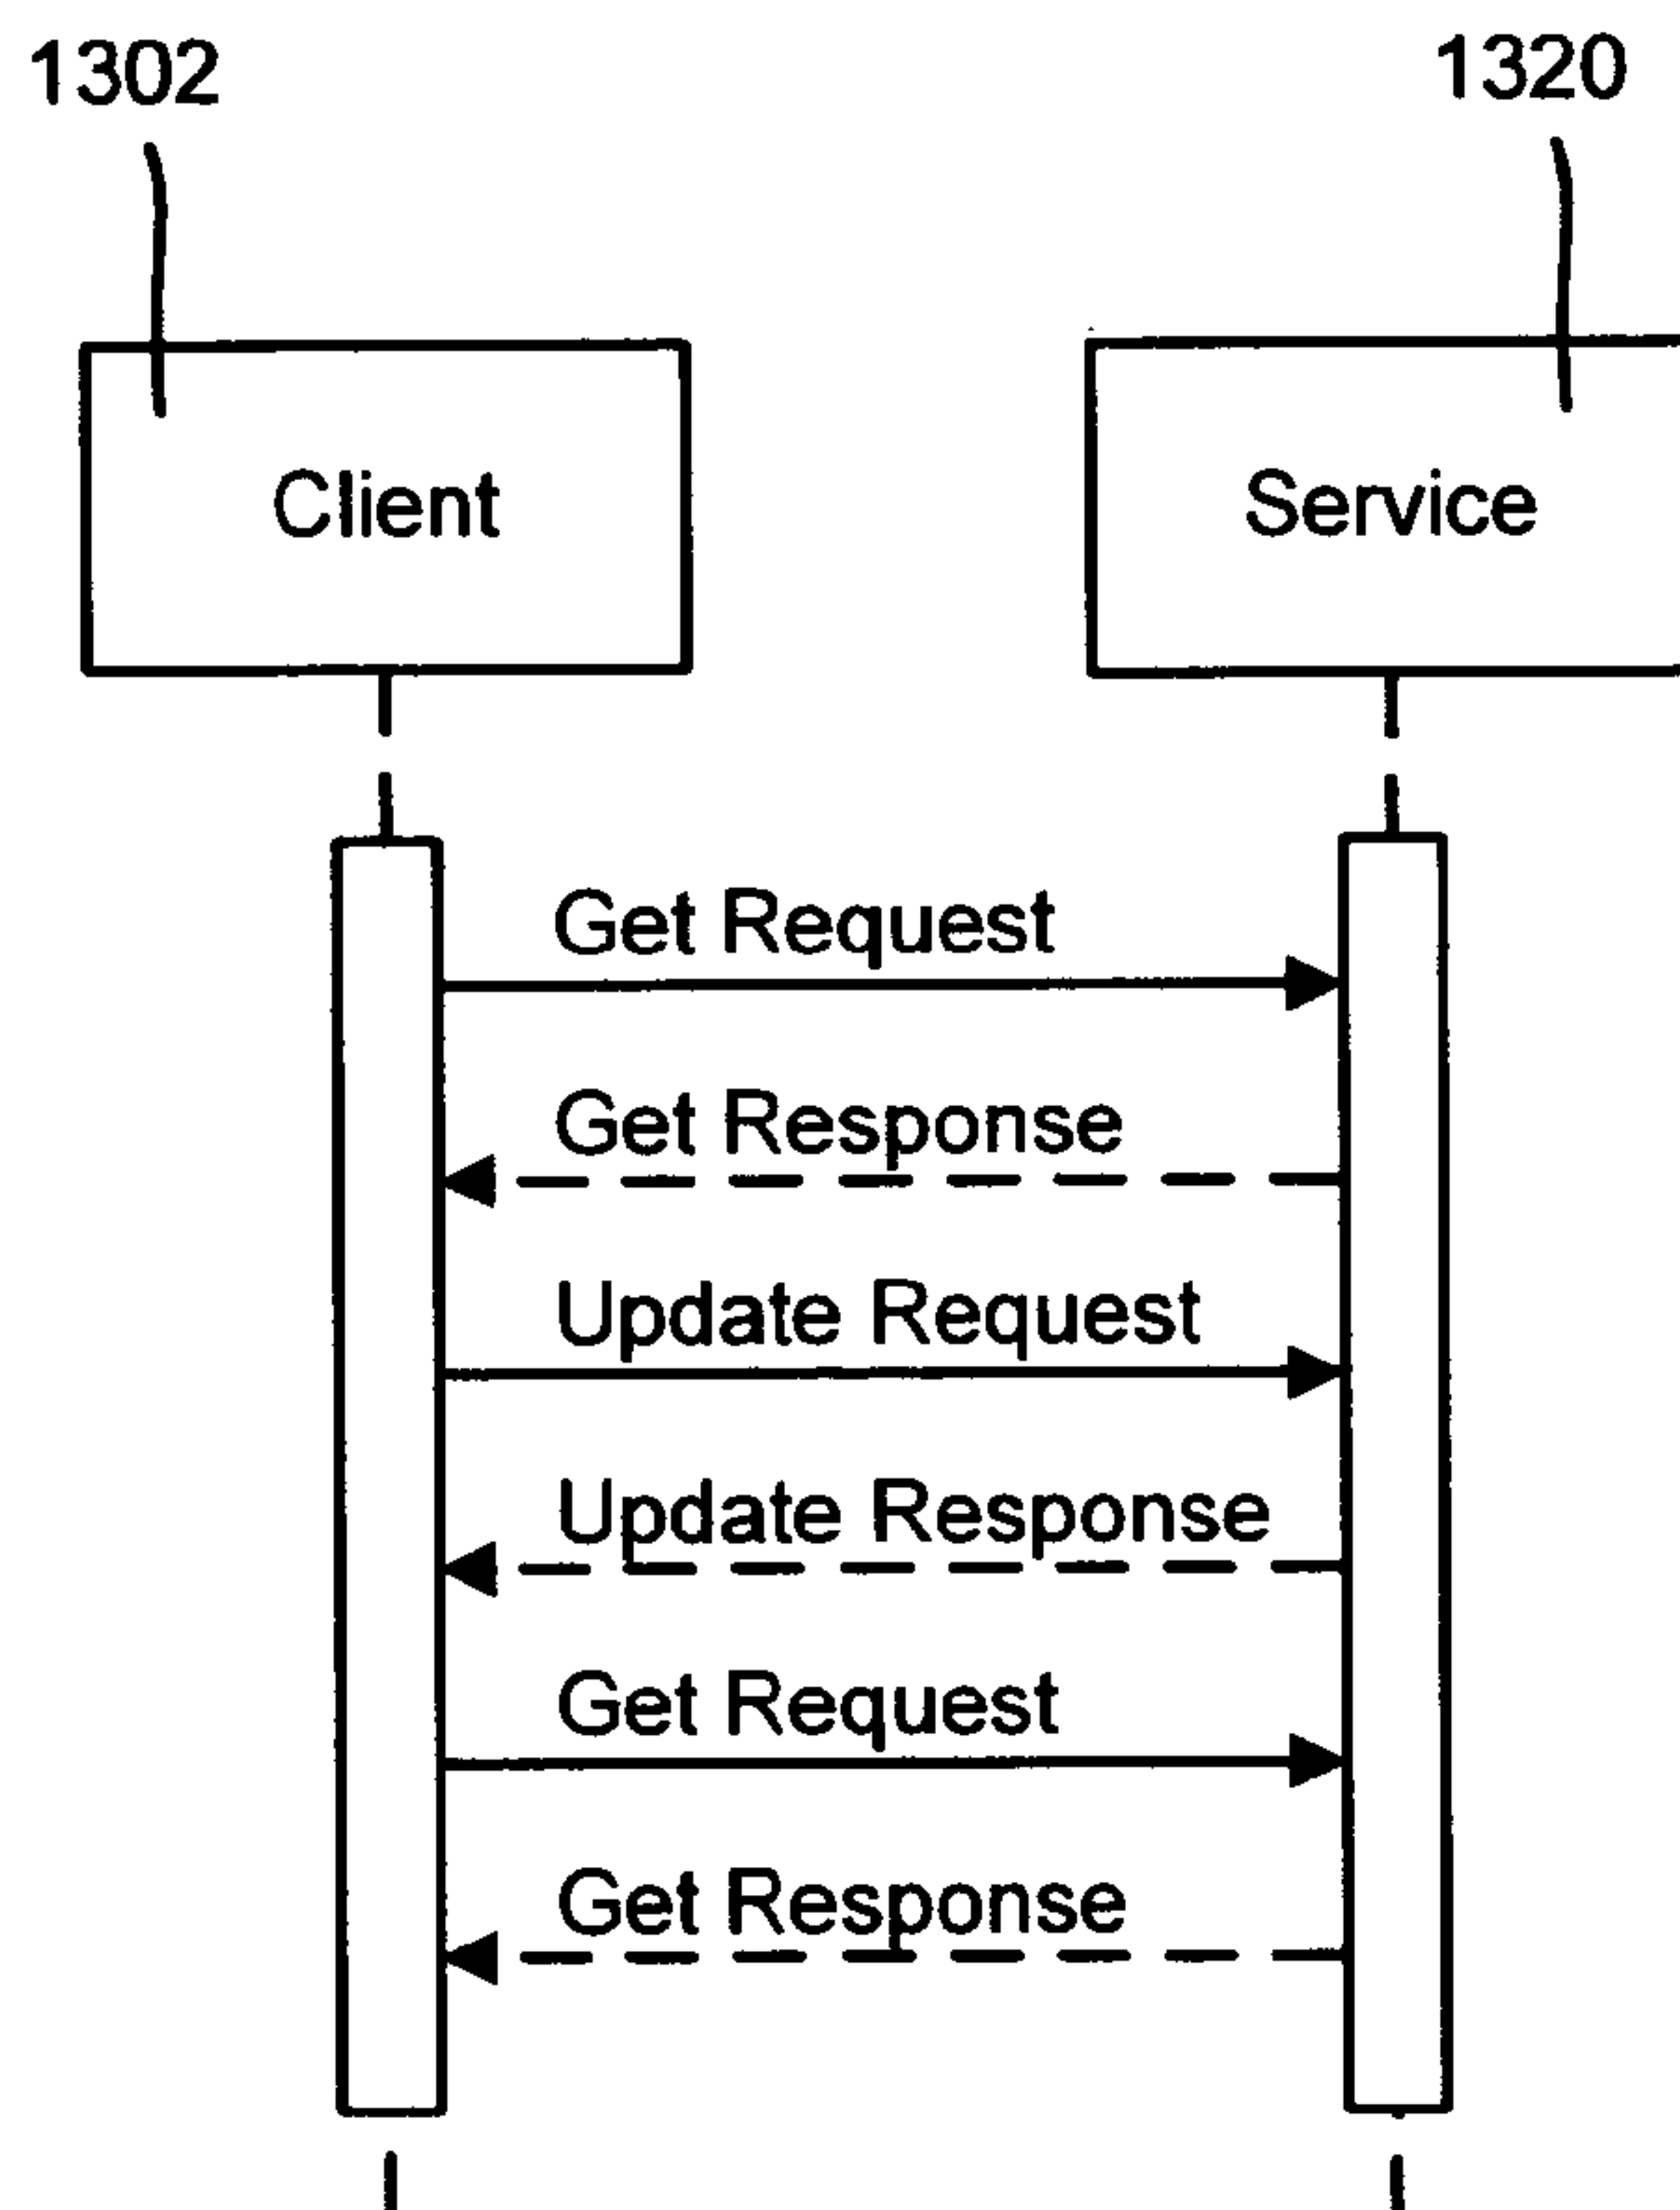 1302
1320
Client
Service
Get Request
Get Response
Update Request
Update Response
Get Request
Get Response